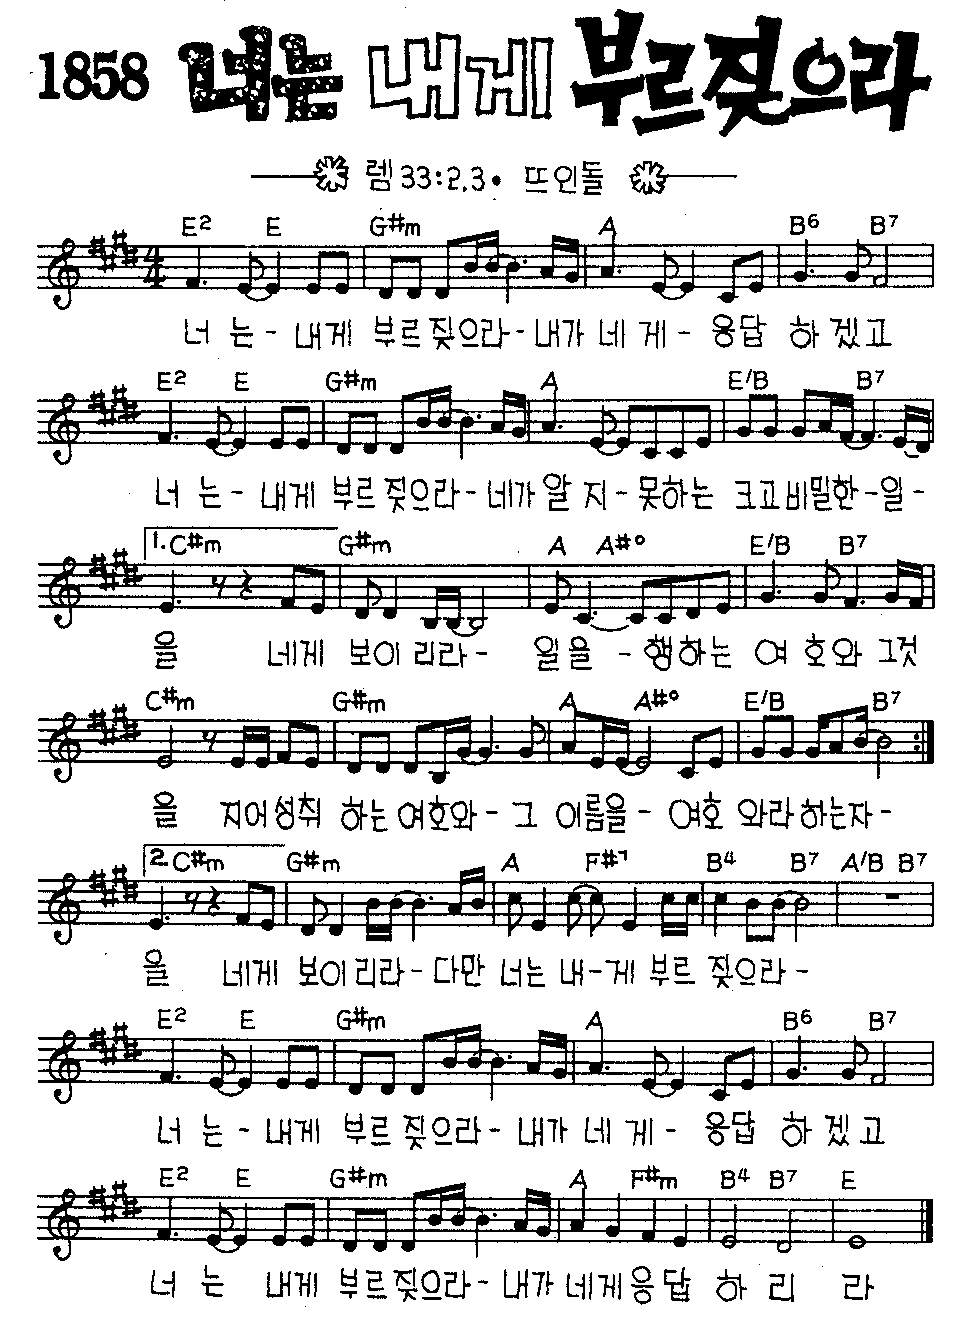 1858 너는 내게 부르짖으라
렘 33:2.3. 뜨인돌
E2 E G#m A B6 B7
너 는- 내게 부르짖으라-내가 네 게- 응답 하 겠고
E2 E G#m A E/B B7
너 는- 내게 부르짖으라-네가 알 지- 못하는 크고비밀한-일-
1. C#m G#m A A#° E/B B7
을 네게 보이 리라- 일을 -행하는 여 호와 그것
C#m G#m A A#° E/B B7
을 지어성취 하는여호와-그 이름을- 여호 와라하는자-
2. C#m G#m A F#7 B4 B7 A/B B7
을 네게 보이리라-다만 너는 내-게 부르 짖으라-
E2 E G#m A B6 B7
너 는- 내게 부르 짖으라- 내가 네 게- 응답 하 겠고
E2 E G#m A F#m B4 B7 E
너 는 내게 부르짖으라-내가 네게응답 하 리 라